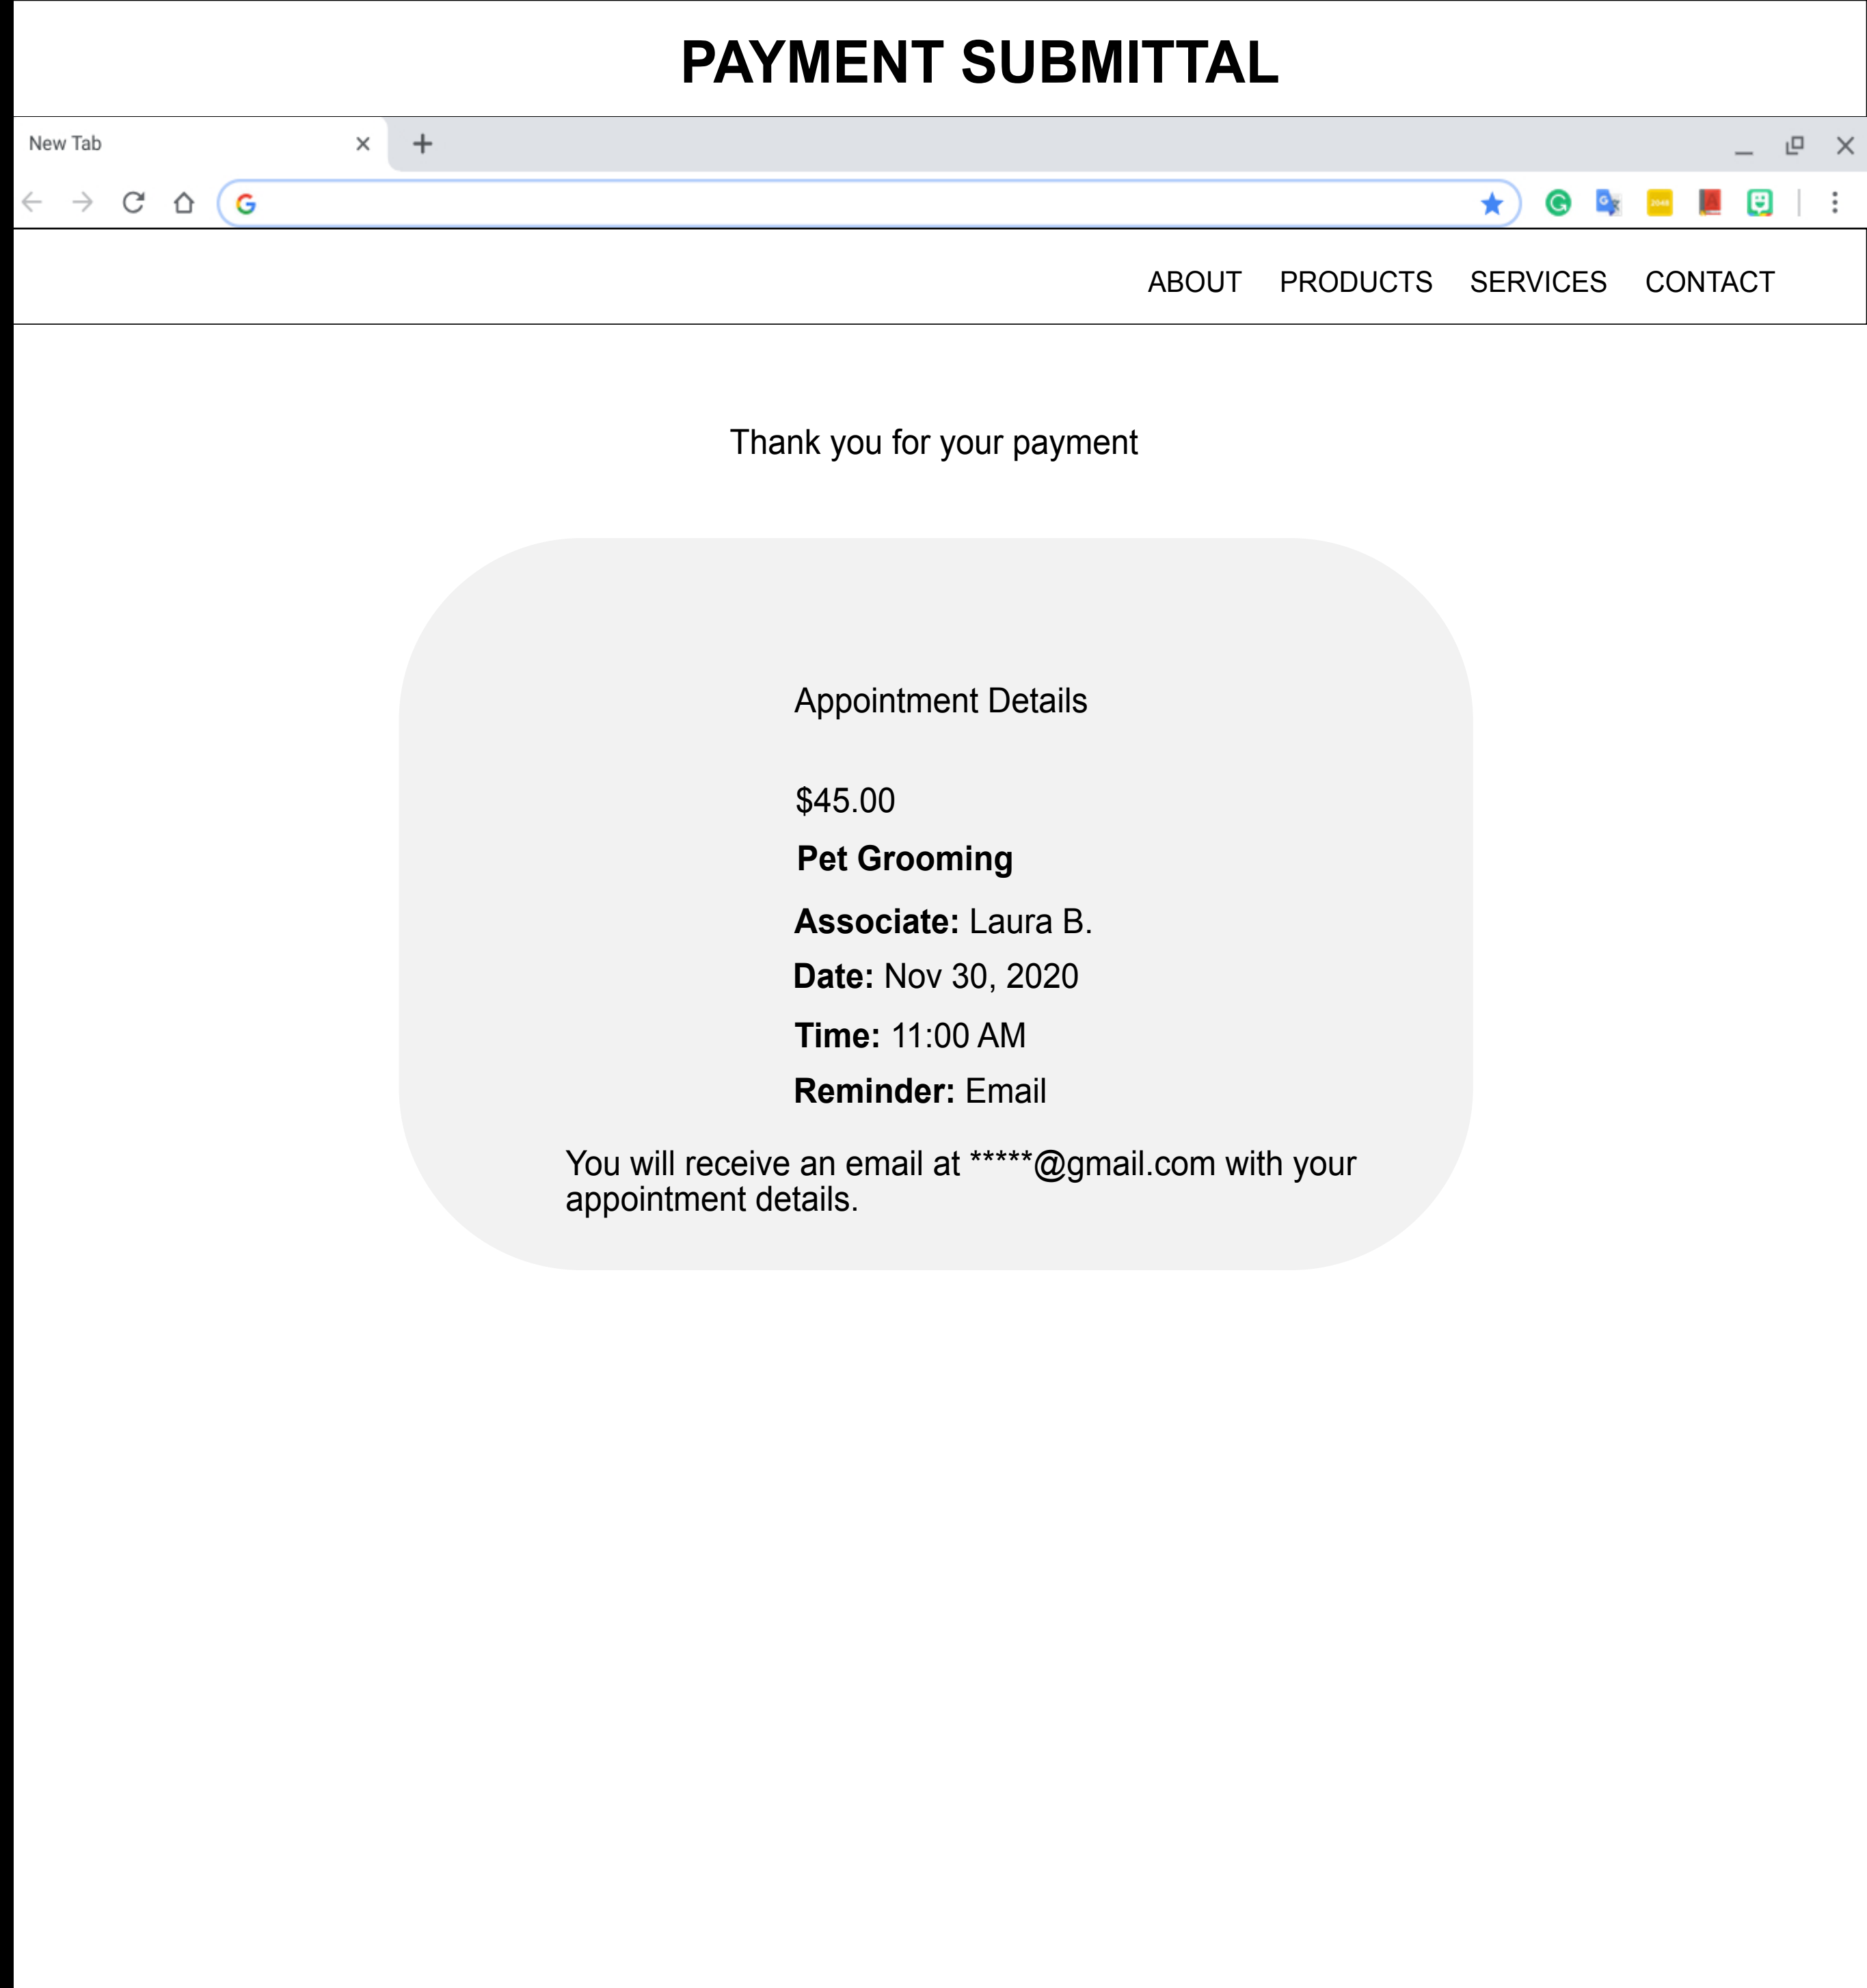 PAYMENT SUBMITTAL
New Tab
ABOUT PRODUCTS SERVICES CONTACT
Thank you for your payment
Appointment Details
$45.00
Pet Grooming
Associate: Laura B.
Date: Nov 30, 2020
Time: 11:00 AM
Reminder: Email
You will receive an email at *****@gmail.com with your
appointment details.